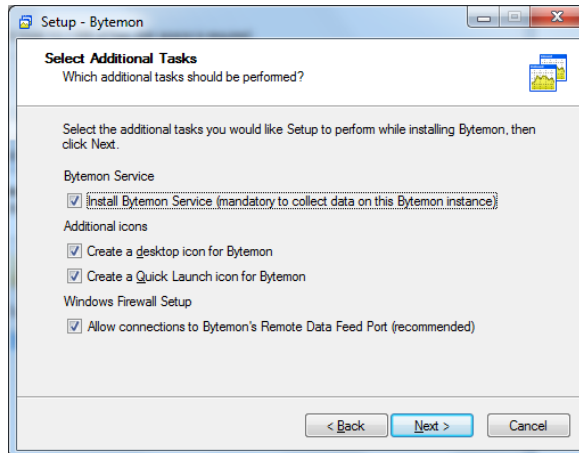 Setup - Bytemon
Select Additional Tasks
Which additional tasks should be performed?
Select the additional tasks you would like Setup to perform while installing Bytemon, then
click Next.
Bytemon Service
Install Bytemon Service (mandatory to collect data on this Bytemon instance)
Additional icons
Create a desktop icon for Bytemon
Create a Quick Launch icon for Bytemon
Windows Firewall Setup
Allow connections to Bytemon's Remote Data Feed Port (recommended)
< Back Next > Cancel